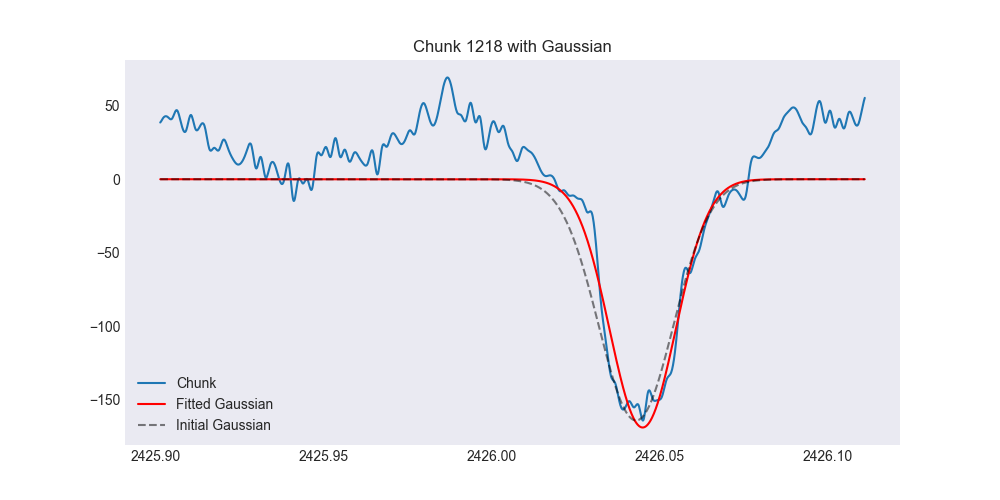 Chunk 1218 with Gaussian
50
0
−50
−100
−150
Chunk
Fitted Gaussian
Initial Gaussian
2425.90 2425.95 2426.00 2426.05 2426.10